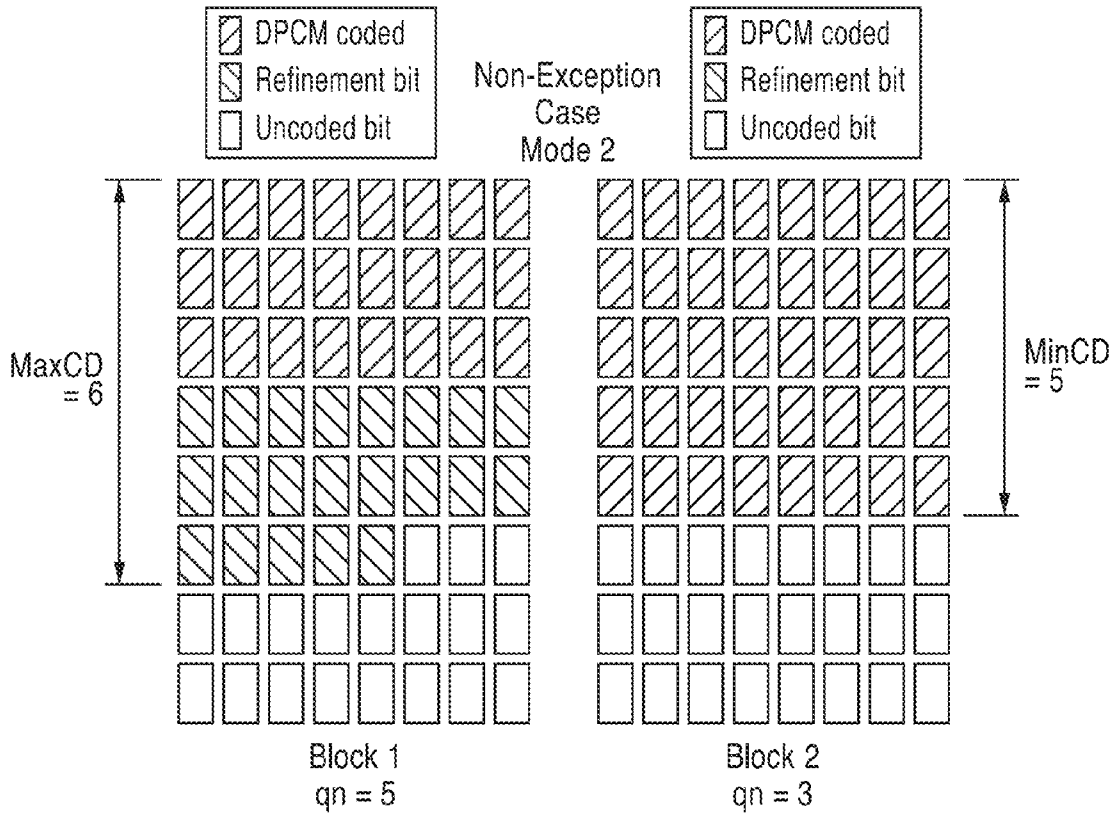 DPCM coded
Refinement bit
Uncoded bit
Non-Exception
Case
Mode 2
DPCM coded
Refinement bit
Uncoded bit
MaxCD
= 6
MinCD
= 5
Block 1
qn = 5
Block 2
qn = 3